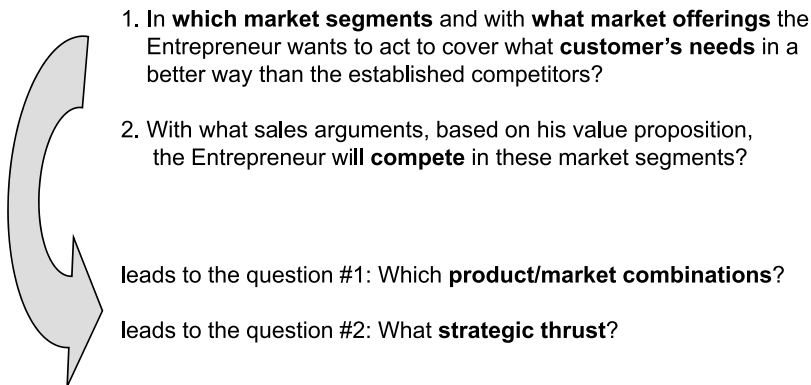 1. In which market segments and with what market offerings the
Entrepreneur wants to act to cover what customer's needs in a
better way than the established competitors?
2. With what sales arguments, based on his value proposition,
the Entrepreneur will compete in these market segments?
leads to the question #1: Which product/market combinations?
leads to the question #2: What strategic thrust?